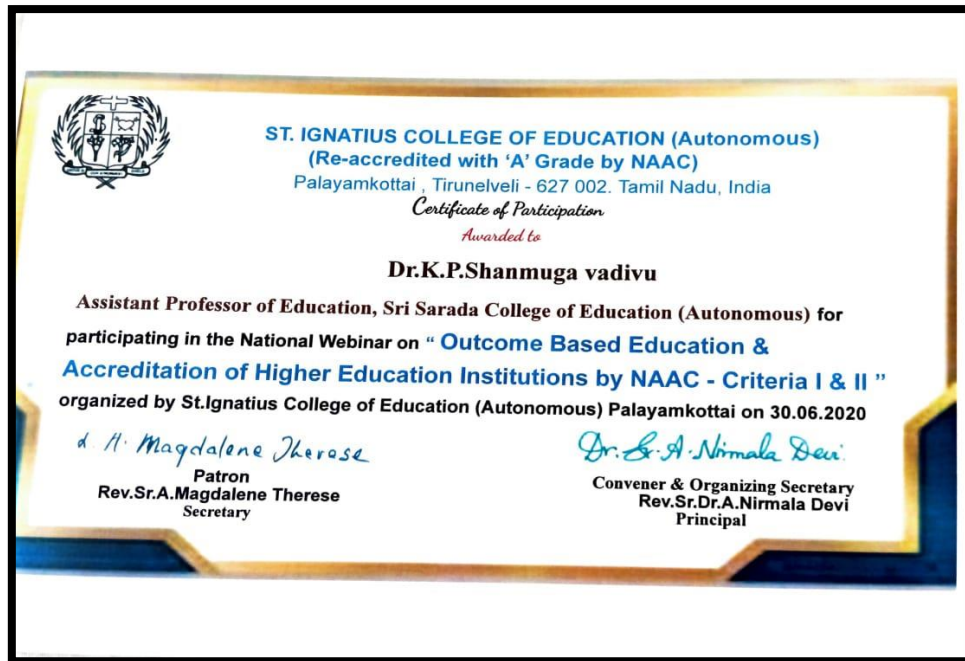 ST. IGNATIUS COLLEGE OF EDUCATION (Autonomous)
(Re-accredited with ‘A’ Grade by NAAC)
Palayamkottai , Tirunelveli - 627 002. Tamil Nadu, India
Certificate of Participation
Awarded to
Dr.K.P.Shanmuga vadivu
Assistant Professor of Education, Sri Sarada College of Education (Autonomous) for
participating in the National Webinar on “ Outcome Based Education &
Accreditation of Higher Education Institutions by NAAC - Criteria I & II ”
organized by St.Ignatius College of Education (Autonomous) Palayamkottai on 30.06.2020
Magdalene Therese
Patron
Rev.Sr.A.Magdalene Therese
Secretary
Dr. Sr. A. Nirmala Devi.
Convener & Organizing Secretary
Rev.Sr.Dr.A.Nirmala Devi
Principal